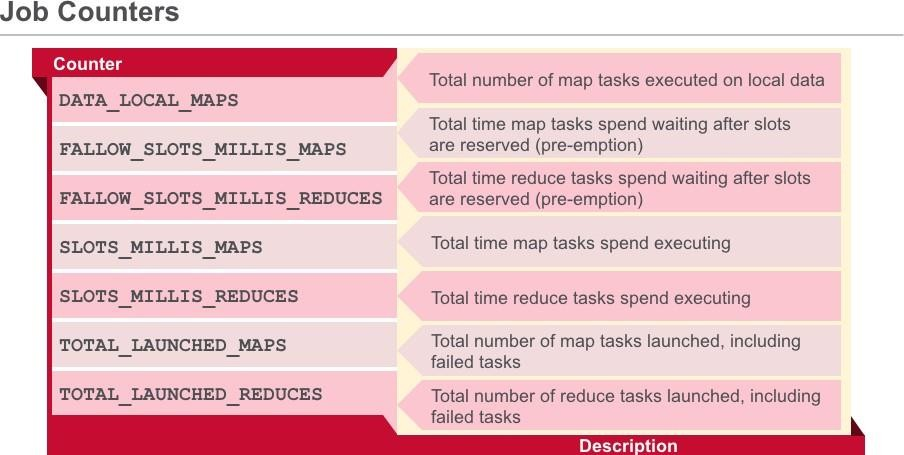 Job Counters
Counter
DATA_LOCAL_MAPS
Total number of map tasks executed on local data
FALLOW_SLOTS_MILLIS_MAPS
Total time map tasks spend waiting after slots
are reserved (pre-emption)
FALLOW_SLOTS_MILLIS_REDUCES
Total time reduce tasks spend waiting after slots
are reserved (pre-emption)
SLOTS_MILLIS_MAPS
Total time map tasks spend executing
SLOTS_MILLIS_REDUCES
Total time reduce tasks spend executing
TOTAL_LAUNCHED_MAPS
Total number of map tasks launched, including
failed tasks
TOTAL_LAUNCHED_REDUCES
Total number of reduce tasks launched, including
failed tasks
Description